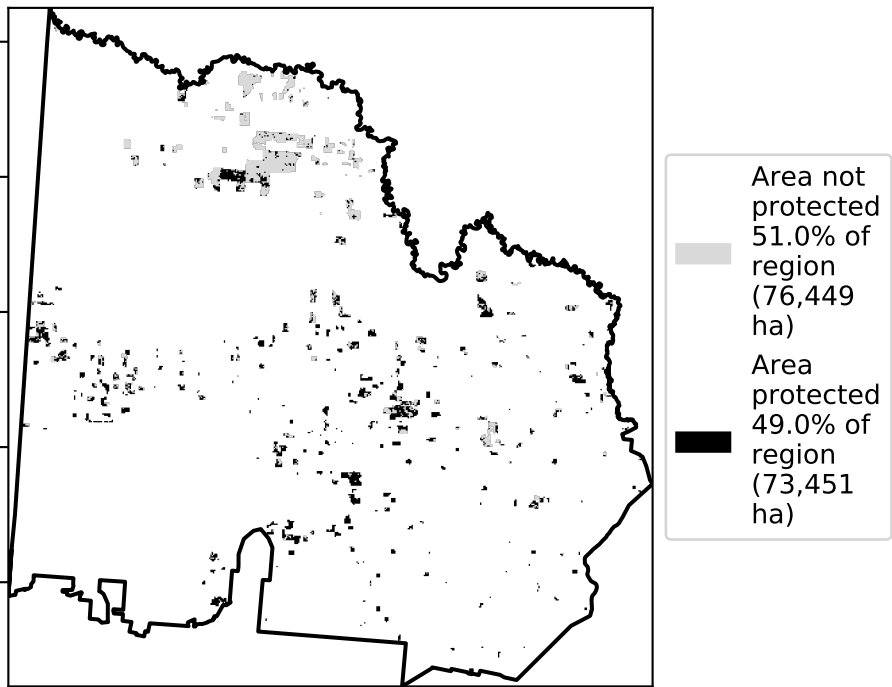 Area not
protected
51.0% of
region
(76,449
ha)
Area
protected
49.0% of
region
(73,451
ha)